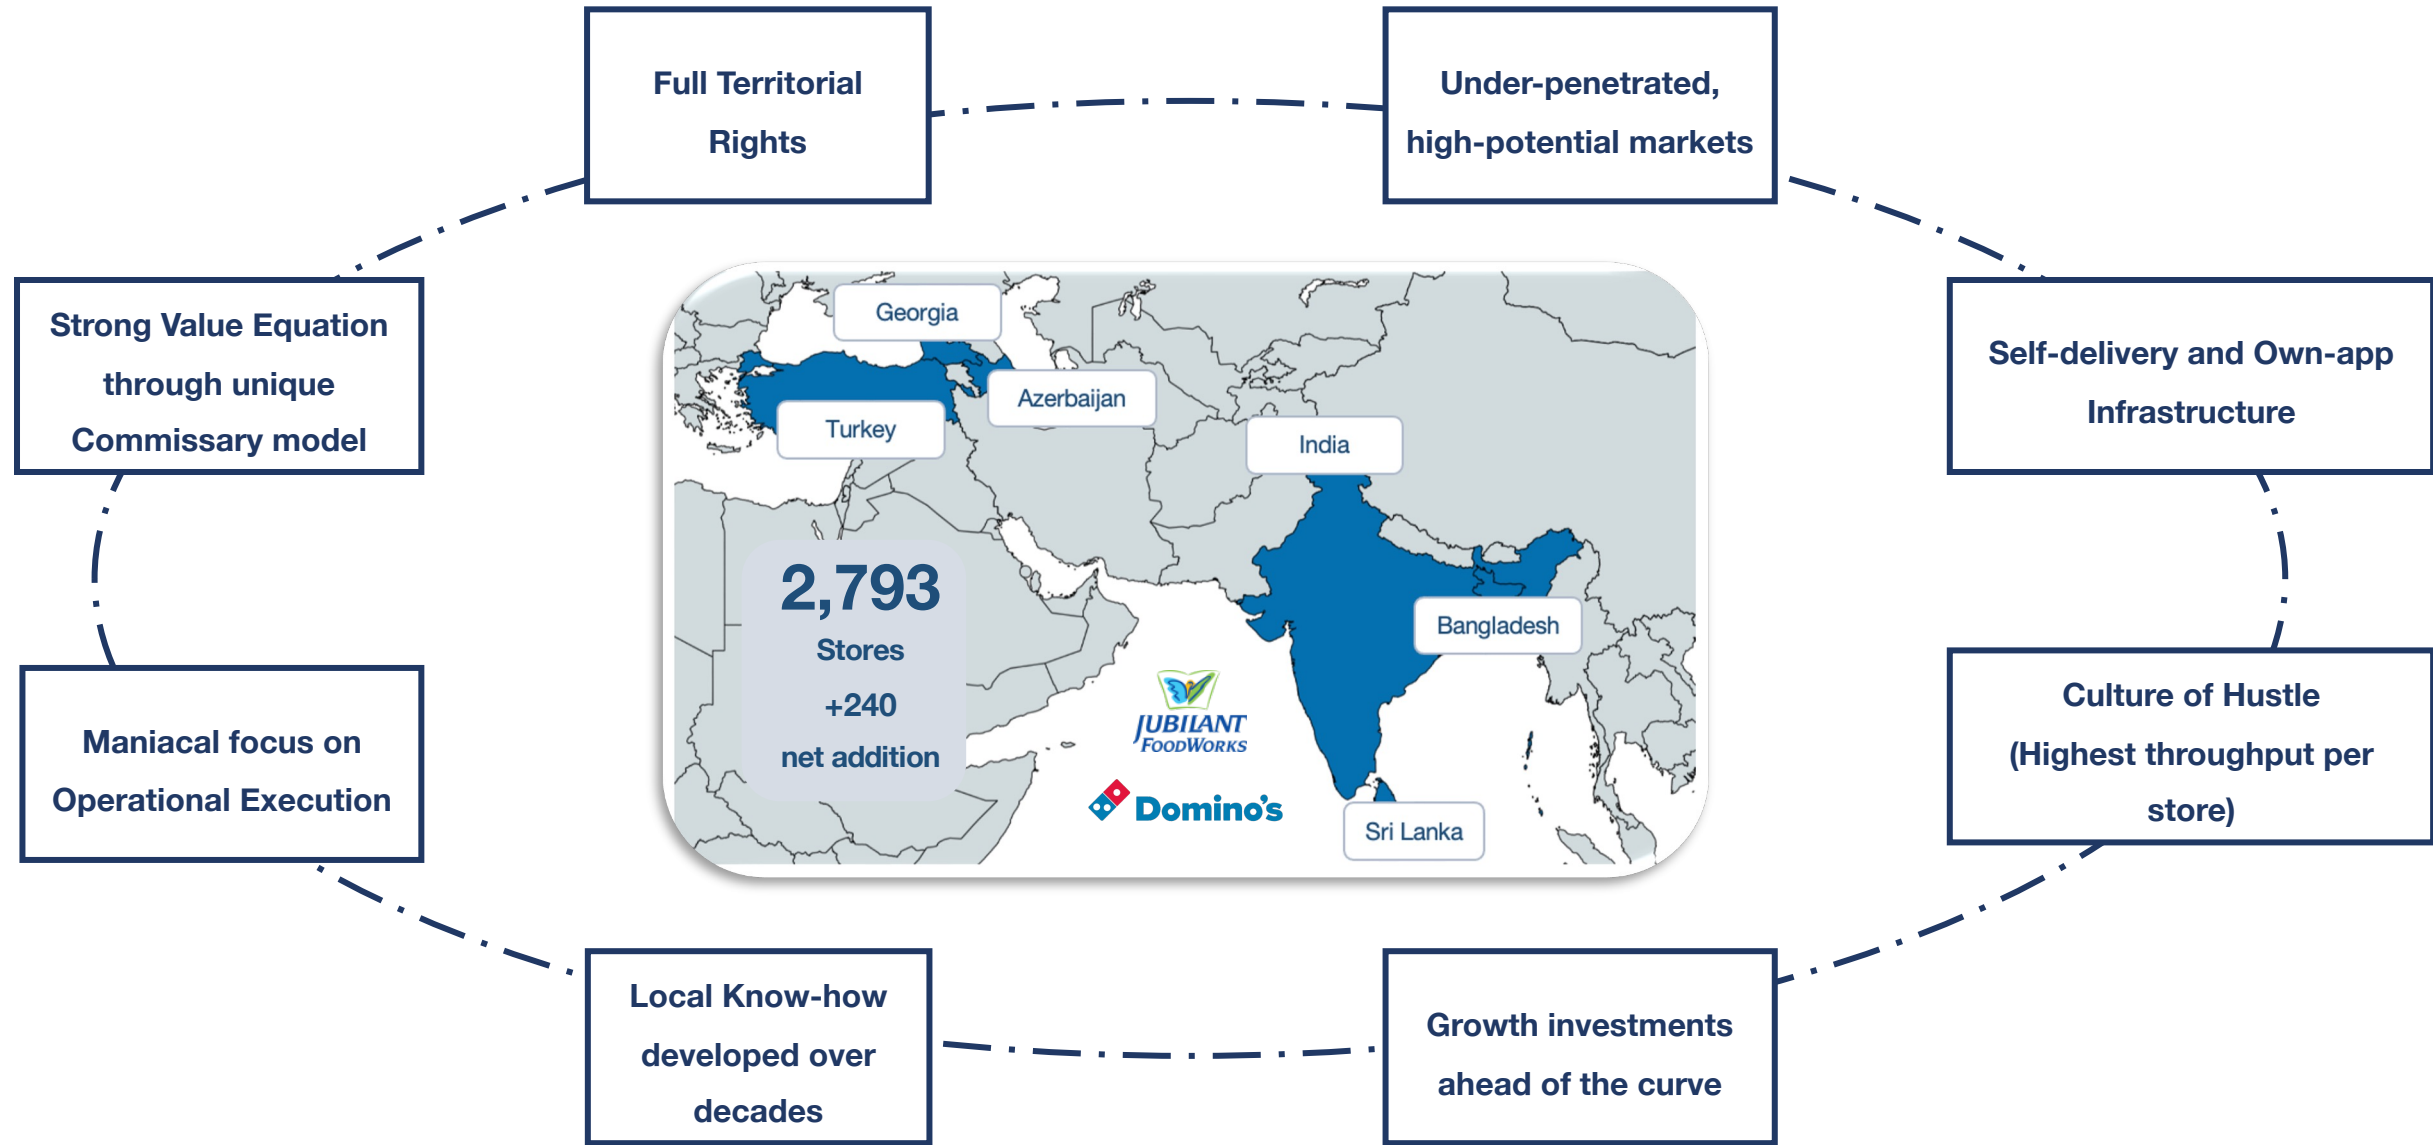 Full Territorial
Rights
Under-penetrated,
high-potential markets
Strong Value Equation
through unique
Commissary model
Self-delivery and Own-app
Infrastructure
Georgia
Azerbaijan
Turkey
India
Bangladesh
Sri Lanka
2,793
Stores
+240
net addition
JUBILANT
FOODWORKS
Domino's
Maniacal focus on
Operational Execution
Culture of Hustle
(Highest throughput per
store)
Local Know-how
developed over
decades
Growth investments
ahead of the curve